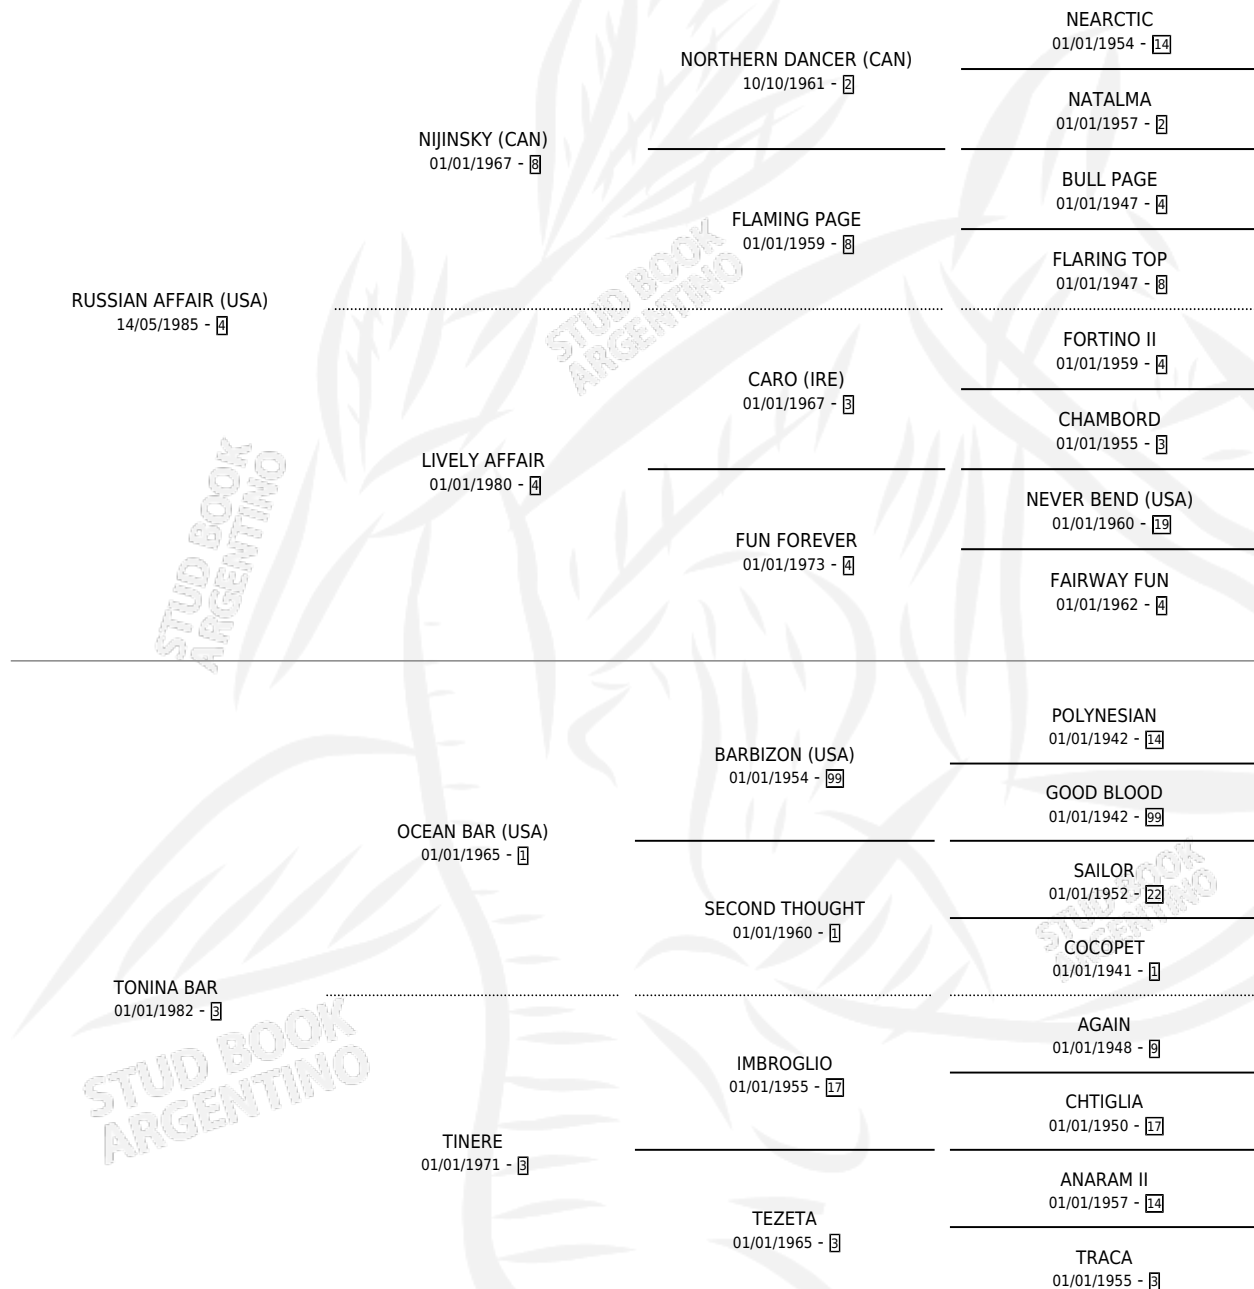 NEARCTIC
01/01/1954 - 14
NORTHERN DANCER (CAN)
10/10/1961 - 2
NATALMA
01/01/1957 - 2
NIJINSKY (CAN)
01/01/1967 - 8
BULL PAGE
01/01/1947 - 4
FLAMING PAGE
01/01/1959 - 8
FLARING TOP
01/01/1947 - 8
RUSSIAN AFFAIR (USA)
14/05/1985 - 4
FORTINO II
01/01/1959 - 4
CARO (IRE)
01/01/1967 - 3
CHAMBORD
01/01/1955 - 3
LIVELY AFFAIR
01/01/1980 - 4
NEVER BEND (USA)
01/01/1960 - 19
FUN FOREVER
01/01/1973 - 4
FAIRWAY FUN
01/01/1962 - 4
POLYNESIAN
01/01/1942 - 14
BARBIZON (USA)
01/01/1954 - 99
GOOD BLOOD
01/01/1942 - 99
OCEAN BAR (USA)
01/01/1965 - 1
SAILOR
01/01/1952 - 22
SECOND THOUGHT
01/01/1960 - 1
COCOPET
01/01/1941 - 1
TONINA BAR
01/01/1982 - 3
AGAIN
01/01/1948 - 9
IMBROGLIO
01/01/1955 - 17
CHTIGLIA
01/01/1950 - 17
TINERE
01/01/1971 - 3
ANARAM II
01/01/1957 - 14
TEZETA
01/01/1965 - 3
TRACA
01/01/1955 - 3
STUD BOOK
ARGENTINO
STUD BOOK
ARGENTINO
STUD BOOK
ARGENTINO
STUD BOOK
ARGENTINO